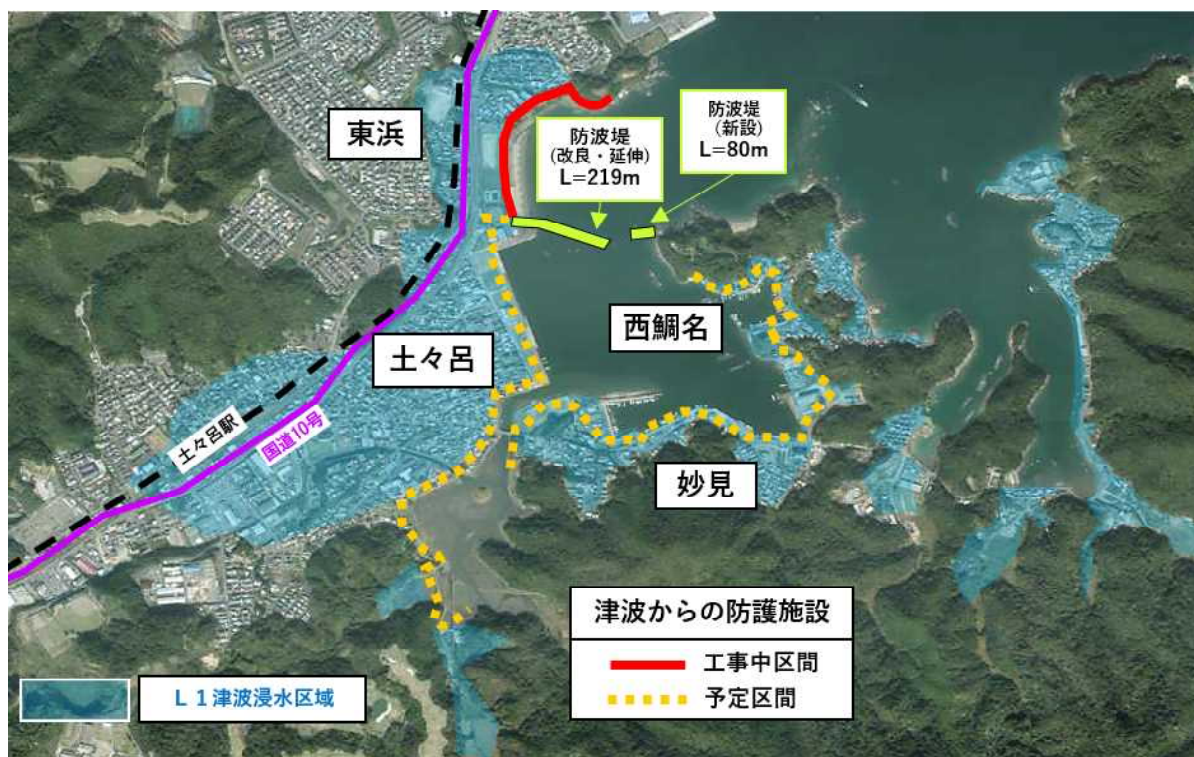 東浜
防波堤
(改良・延伸)
L=219m
防波堤
(新設)
L=80m
西鯛名
土々呂
土々呂駅
国道10号
妙見
津波からの防護施設
工事中区間
予定区間
L1津波浸水区域